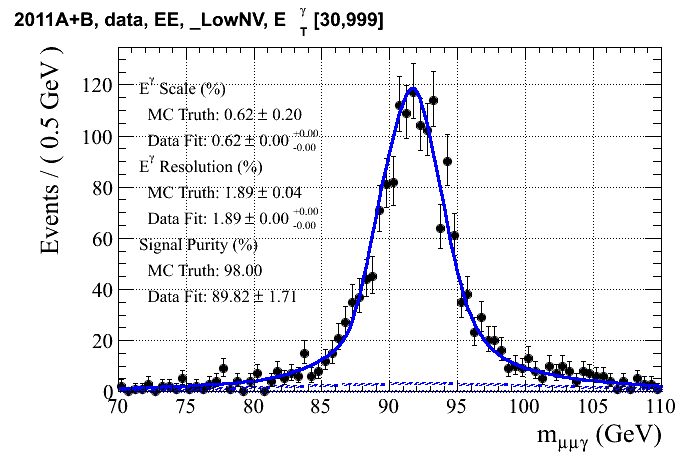 2011A+B, data, EE, _LowNV, E γ T [30,999]
Events / ( 0.5 GeV )
120
100
80
60
40
20
0
E^γ Scale (%)
MC Truth: 0.62 ± 0.20
Data Fit: 0.62 ± 0.00 +0.00 -0.00
E^γ Resolution (%)
MC Truth: 1.89 ± 0.04
Data Fit: 1.89 ± 0.00 +0.00 -0.00
Signal Purity (%)
MC Truth: 98.00
Data Fit: 89.82 ± 1.71
70 75 80 85 90 95 100 105 110
m_μμγ (GeV)